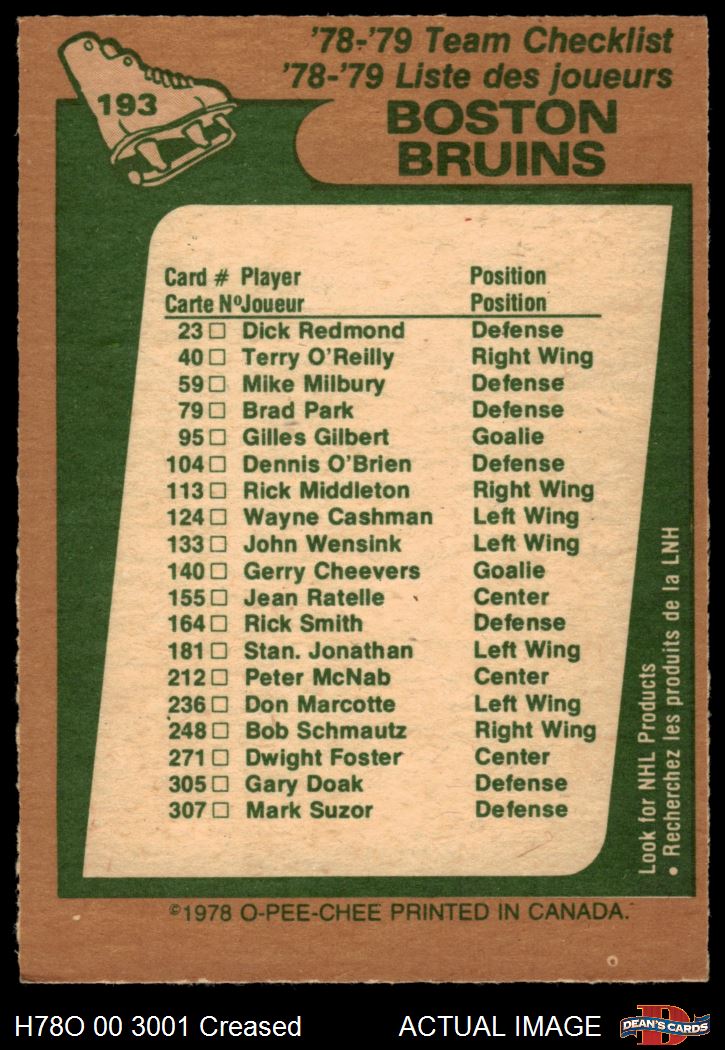 '78-'79 Team Checklist
'78-'79 Liste des joueurs
193
BOSTON
BRUINS
Card # Player Position
Carte Nº Joueur Position
23 □ Dick Redmond Defense
40 □ Terry O'Reilly Right Wing
59 □ Mike Milbury Defense
79 □ Brad Park Defense
95 □ Gilles Gilbert Goalie
104 □ Dennis O'Brien Defense
113 □ Rick Middleton Right Wing
124 □ Wayne Cashman Left Wing
133 □ John Wensink Left Wing
140 □ Gerry Cheevers Goalie
155 □ Jean Ratelle Center
164 □ Rick Smith Defense
181 □ Stan. Jonathan Left Wing
212 □ Peter McNab Center
236 □ Don Marcotte Left Wing
248 □ Bob Schmautz Right Wing
271 □ Dwight Foster Center
305 □ Gary Doak Defense
307 □ Mark Suzor Defense
Look for NHL Products
• Recherchez les produits de la LNH
©1978 O-PEE-CHEE PRINTED IN CANADA.
H78O 00 3001 Creased ACTUAL IMAGE
D
DEAN'S CARDS